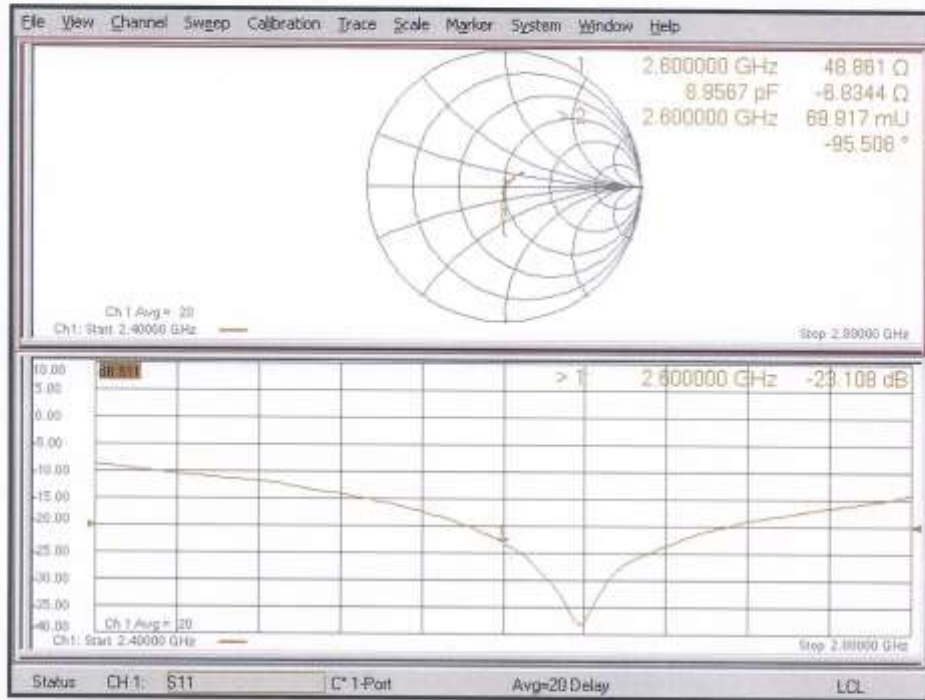 File View Channel Sweep Calibration Trace Scale Marker System Window Help
2.600000 GHz 48.861 Ω
8.9567 pF -6.8344 Ω
2.600000 GHz 69.917 mU
-95.506 °
Ch 1 Avg = 20
Ch1: Start 2.40000 GHz
Stop 2.80000 GHz
10.00 dB S11
> 1 2.600000 GHz -23.108 dB
5.00
0.00
-5.00
-10.00
-15.00
-20.00
-25.00
-30.00
-35.00
-40.00
Ch 1 Avg = 20
Ch1: Start 2.40000 GHz
Stop 2.80000 GHz
Status CH 1: S11 C* 1-Port Avg=20 Delay LCL